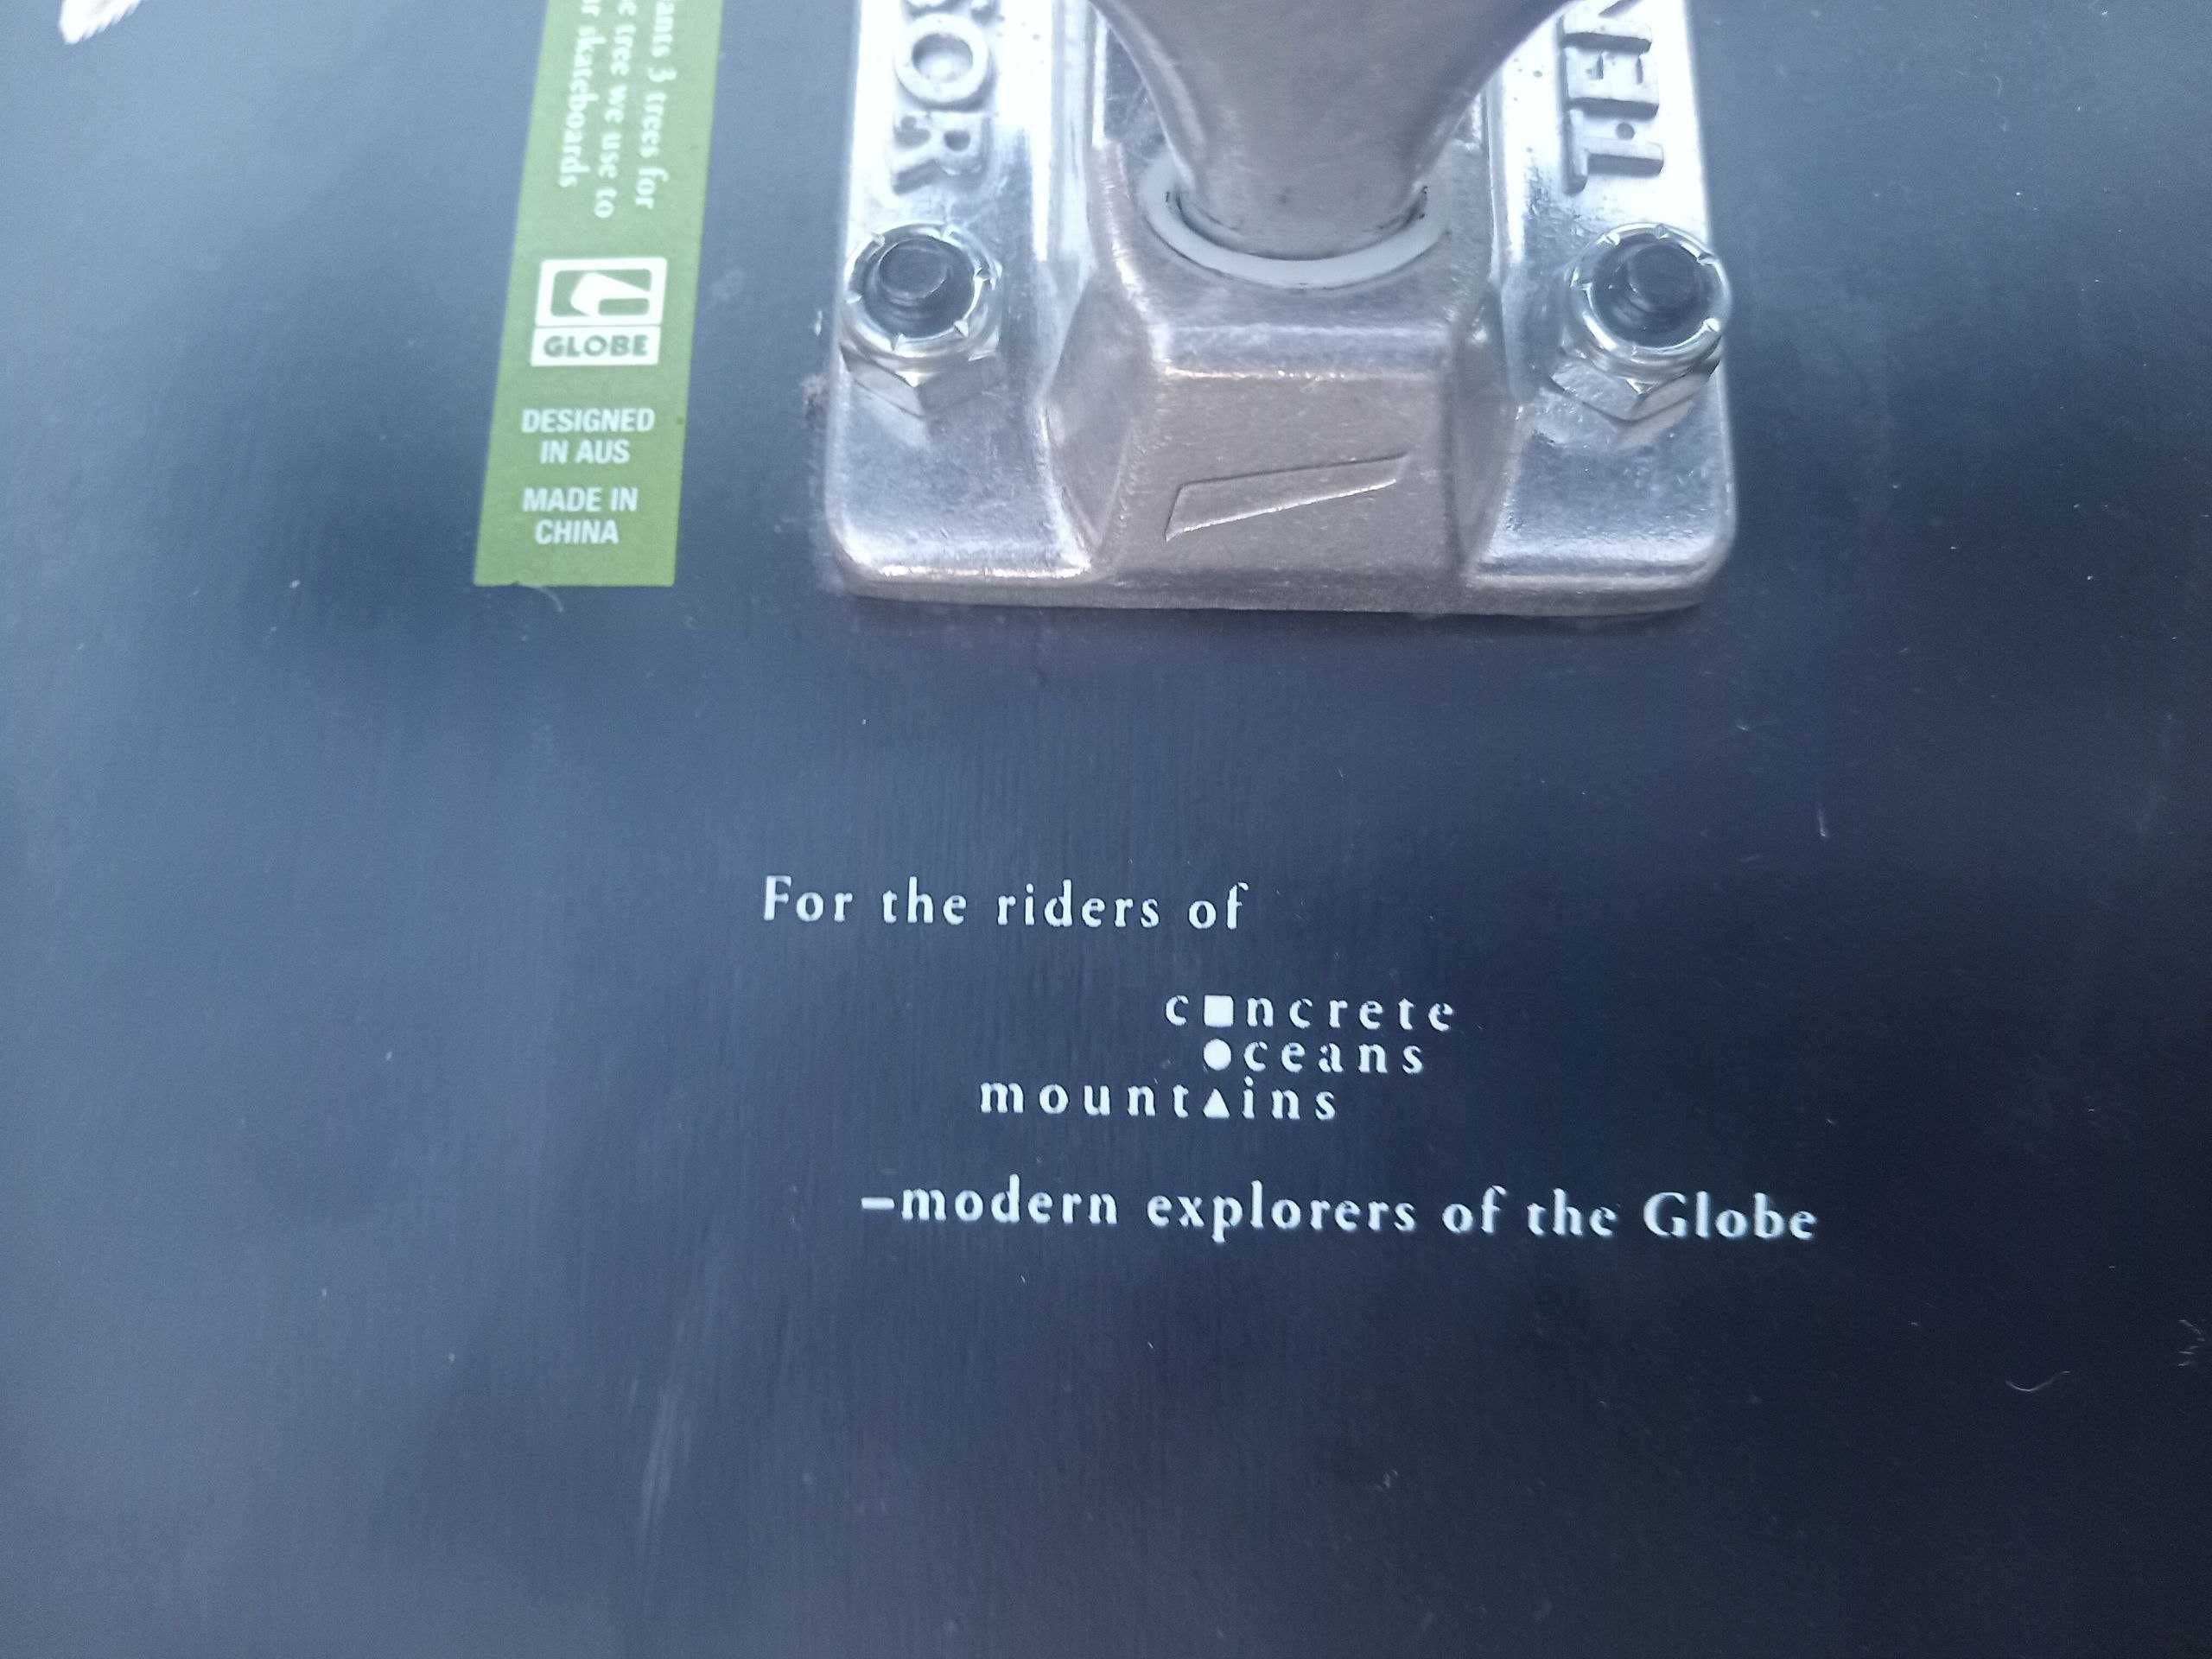 3 trees for
tree we use to
skateboards
GLOBE
DESIGNED
IN AUS
MADE IN
CHINA
For the riders of
c■ncrete
●ceans
mount▲ins
–modern explorers of the Globe